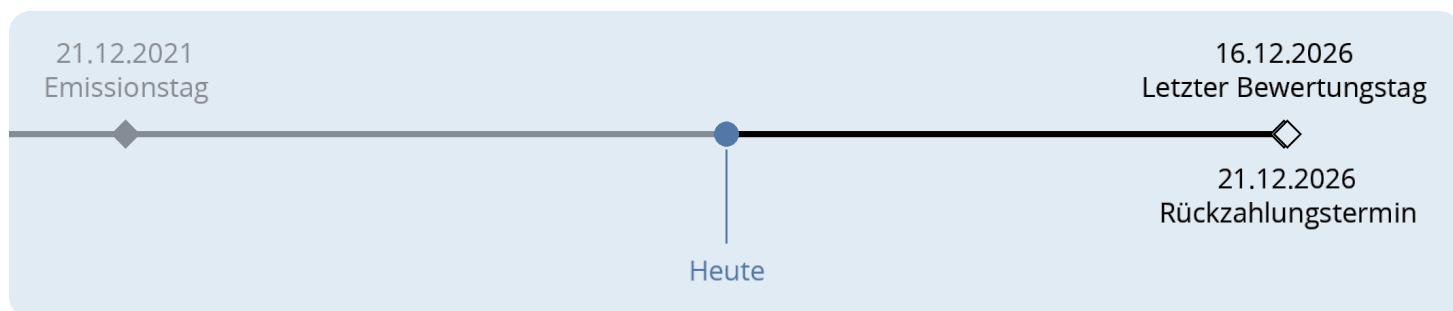 21.12.2021
Emissionstag
16.12.2026
Letzter Bewertungstag
21.12.2026
Rückzahlungstermin
Heute